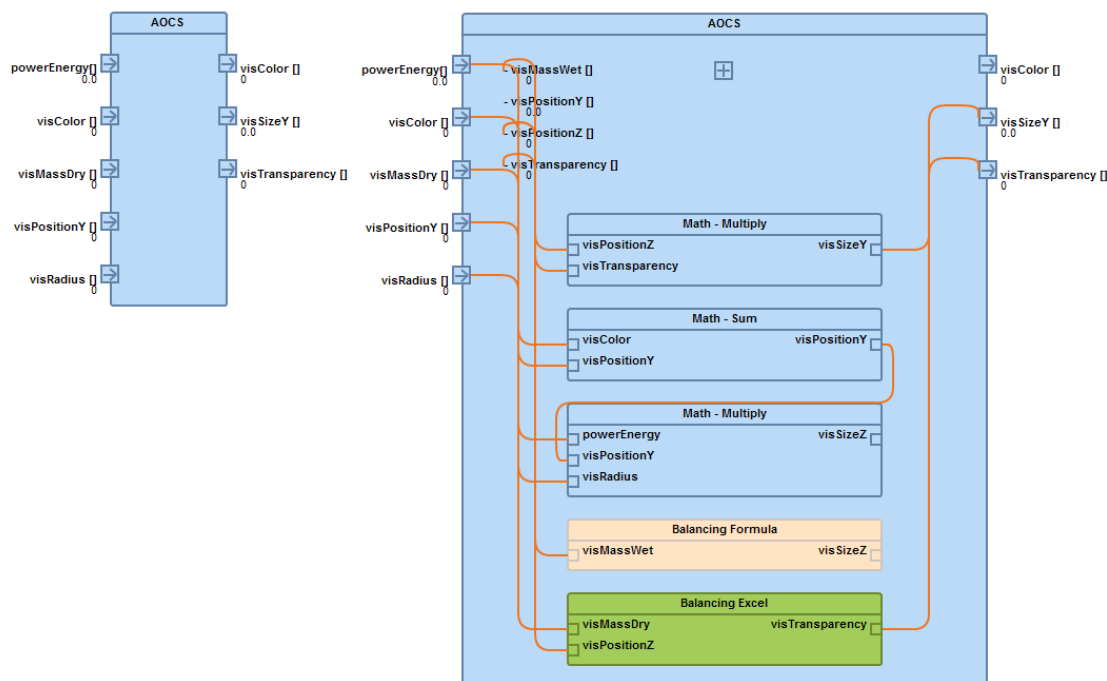 AOCS
powerEnergy[]
0.0
visColor []
0
visMassDry []
0
visPositionY []
0
visRadius []
0
visColor []
0
visSizeY []
0.0
visTransparency []
0
AOCS
powerEnergy[]
0.0
visColor []
0
visMassDry []
0
visPositionY []
0
visRadius []
0
- visMassWet []
0
- visPositionY []
0.0
- visPositionZ []
0
- visTransparency []
0
visColor []
0
visSizeY []
0.0
visTransparency []
0
Math - Multiply
visPositionZ visSizeY
visTransparency
Math - Sum
visColor visPositionY
visPositionY
Math - Multiply
powerEnergy visSizeZ
visPositionY
visRadius
Balancing Formula
visMassWet visSizeZ
Balancing Excel
visMassDry visTransparency
visPositionZ